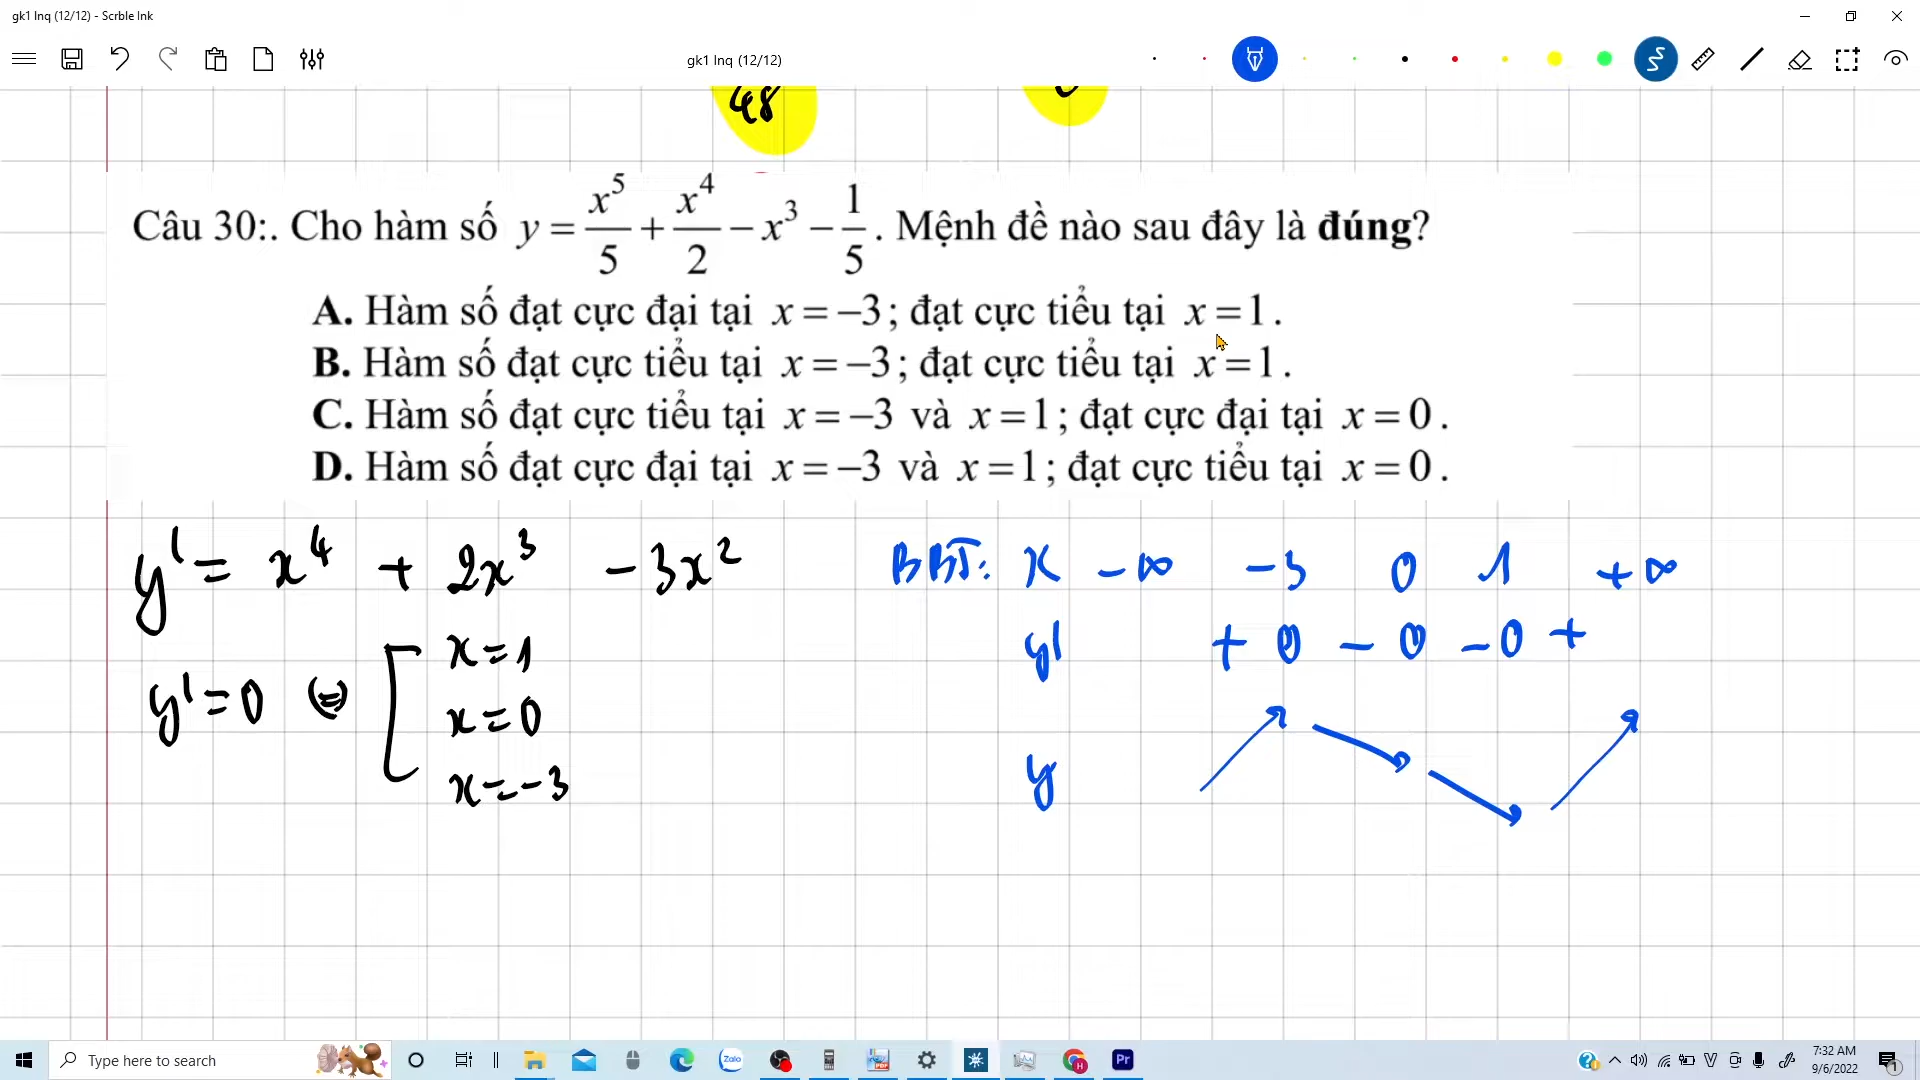 gk1 lnq (12/12) - Scrble Ink
gk1 lnq (12/12)
48
Câu 30:. Cho hàm số y = x^5/5 + x^4/2 − x^3 − 1/5. Mệnh đề nào sau đây là đúng?
A. Hàm số đạt cực đại tại x = −3; đạt cực tiểu tại x = 1.
B. Hàm số đạt cực tiểu tại x = −3; đạt cực tiểu tại x = 1.
C. Hàm số đạt cực tiểu tại x = −3 và x = 1; đạt cực đại tại x = 0.
D. Hàm số đạt cực đại tại x = −3 và x = 1; đạt cực tiểu tại x = 0.
y' = x^4 + 2x^3 − 3x^2
y' = 0 ⇔ [ x = 1
x = 0
x = −3
BBT: x −∞ −3 0 1 +∞
y' + 0 − 0 − 0 +
y
Type here to search
Zalo
PDF
H
Pr
V
7:32 AM
9/6/2022
1